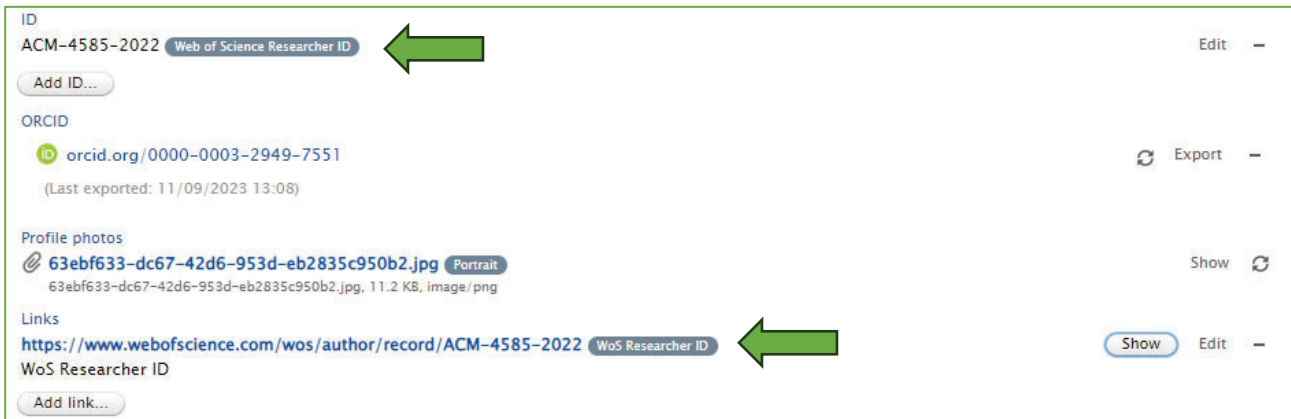 ID
ACM-4585-2022 Web of Science Researcher ID Edit –
Add ID...
ORCID
iD orcid.org/0000-0003-2949-7551 Export –
(Last exported: 11/09/2023 13:08)
Profile photos
63ebf633-dc67-42d6-953d-eb2835c950b2.jpg Portrait Show
63ebf633-dc67-42d6-953d-eb2835c950b2.jpg, 11.2 KB, image/png
Links
https://www.webofscience.com/wos/author/record/ACM-4585-2022 WoS Researcher ID Show Edit –
WoS Researcher ID
Add link...